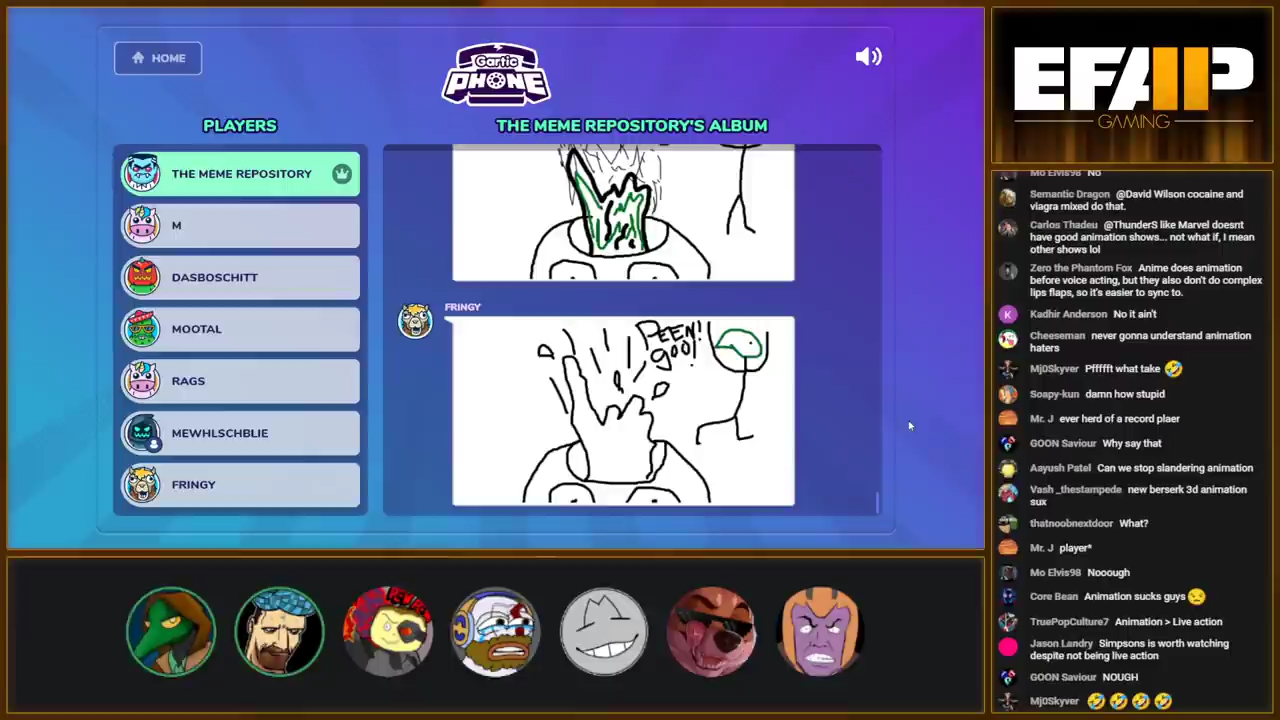 HOME
Gartic
PHONE
PLAYERS
THE MEME REPOSITORY
M
DASBOSCHITT
MOOTAL
RAGS
MEWHLSCHBLIE
FRINGY
THE MEME REPOSITORY'S ALBUM
FRINGY
PEEN!
goo!
EFAP
GAMING
Mo Elvis98 No
Semantic Dragon @David Wilson cocaine and
viagra mixed do that.
Carlos Thadeu @ThunderS like Marvel doesnt
have good animation shows... not what if, I mean
other shows lol
Zero the Phantom Fox Anime does animation
before voice acting, but they also don't do complex
lips flaps, so it's easier to sync to.
K
Kadhir Anderson No it ain't
Cheeseman never gonna understand animation
haters
Mj0Skyver Pfffftt what take 🤣
Soapy-kun damn how stupid
Mr. J ever herd of a record plaer
GOON Saviour Why say that
Aayush Patel Can we stop slandering animation
Vash _thestampede new berserk 3d animation
sux
thatnoobnextdoor What?
Mr. J player*
Mo Elvis98 Nooough
Core Bean Animation sucks guys 😒
TruePopCulture7 Animation > Live action
Jason Landry Simpsons is worth watching
despite not being live action
GOON Saviour NOUGH
Mj0Skyver 🤣🤣🤣🤣